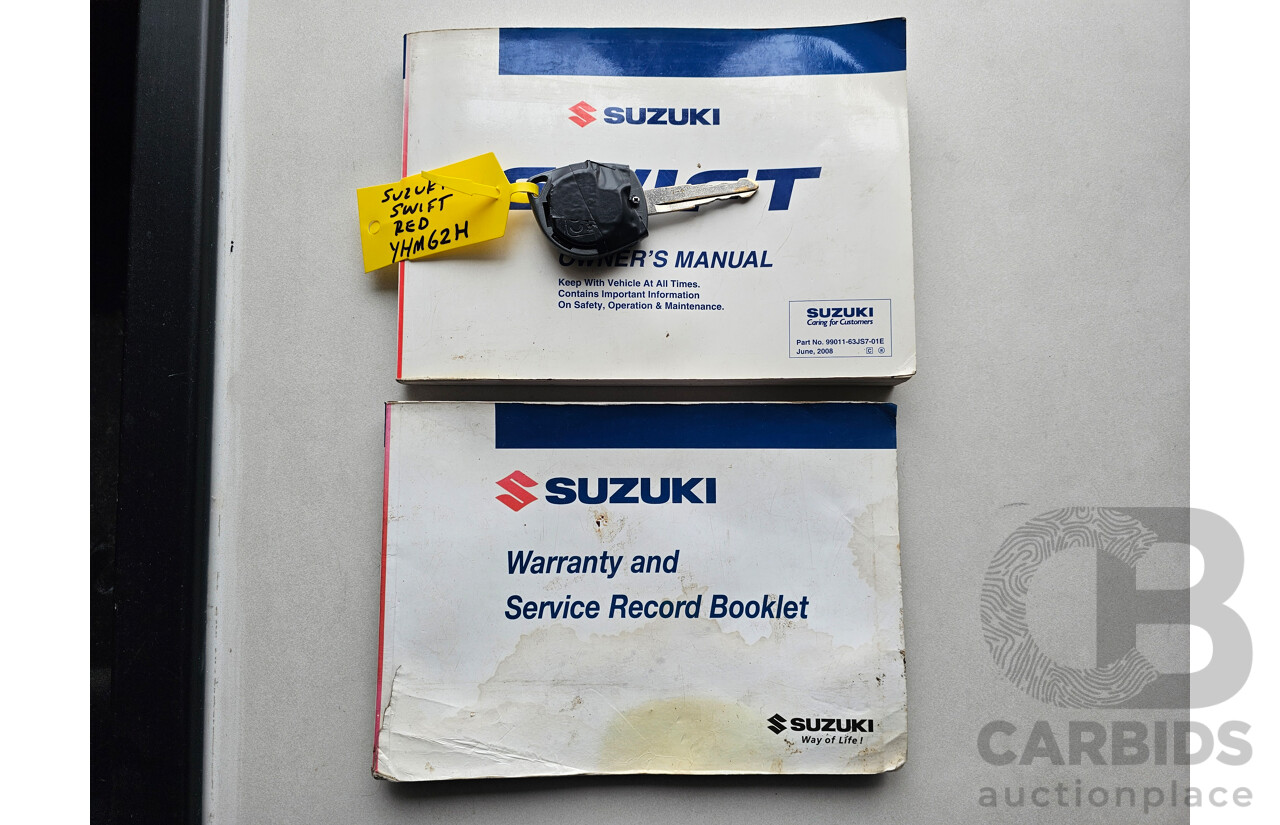 SUZUKI
SWIFT
SUZUKI
SWIFT
RED
YHM62H
OWNER'S MANUAL
Keep With Vehicle At All Times.
Contains Important Information
On Safety, Operation & Maintenance.
SUZUKI
Caring for Customers
Part No. 99011-63JS7-01E
June, 2008 C R
SUZUKI
Warranty and
Service Record Booklet
SUZUKI
Way of Life!
CB
CARBIDS
auctionplace